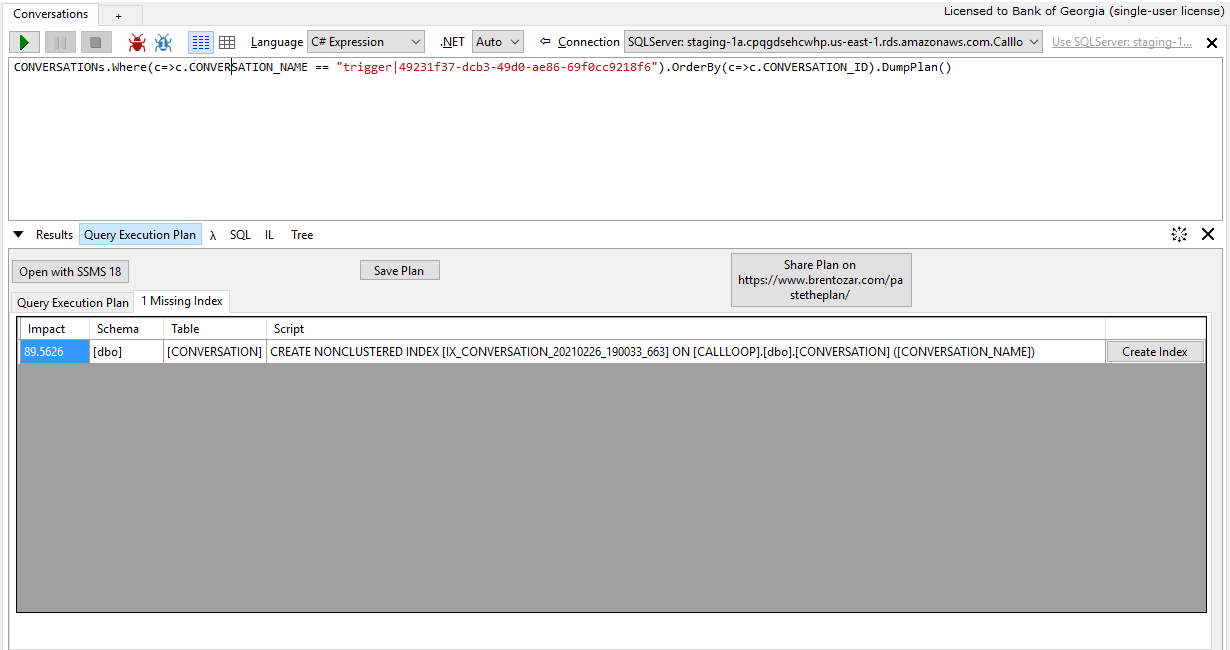 Conversations
+
Licensed to Bank of Georgia (single-user license)
Language C# Expression .NET Auto Connection SQLServer: staging-1a.cpqgdsehcwhp.us-east-1.rds.amazonaws.com.Calllo Use SQLServer: staging-1...
CONVERSATIONs.Where(c=>c.CONVERSATION_NAME == "trigger|49231f37-dcb3-49d0-ae86-69f0cc9218f6").OrderBy(c=>c.CONVERSATION_ID).DumpPlan()
Results Query Execution Plan λ SQL IL Tree
Open with SSMS 18
Save Plan
Share Plan on
https://www.brentozar.com/pa
stetheplan/
Query Execution Plan 1 Missing Index
Impact Schema Table Script
89.5626 [dbo] [CONVERSATION] CREATE NONCLUSTERED INDEX [IX_CONVERSATION_20210226_190033_663] ON [CALLLOOP].[dbo].[CONVERSATION] ([CONVERSATION_NAME]) Create Index